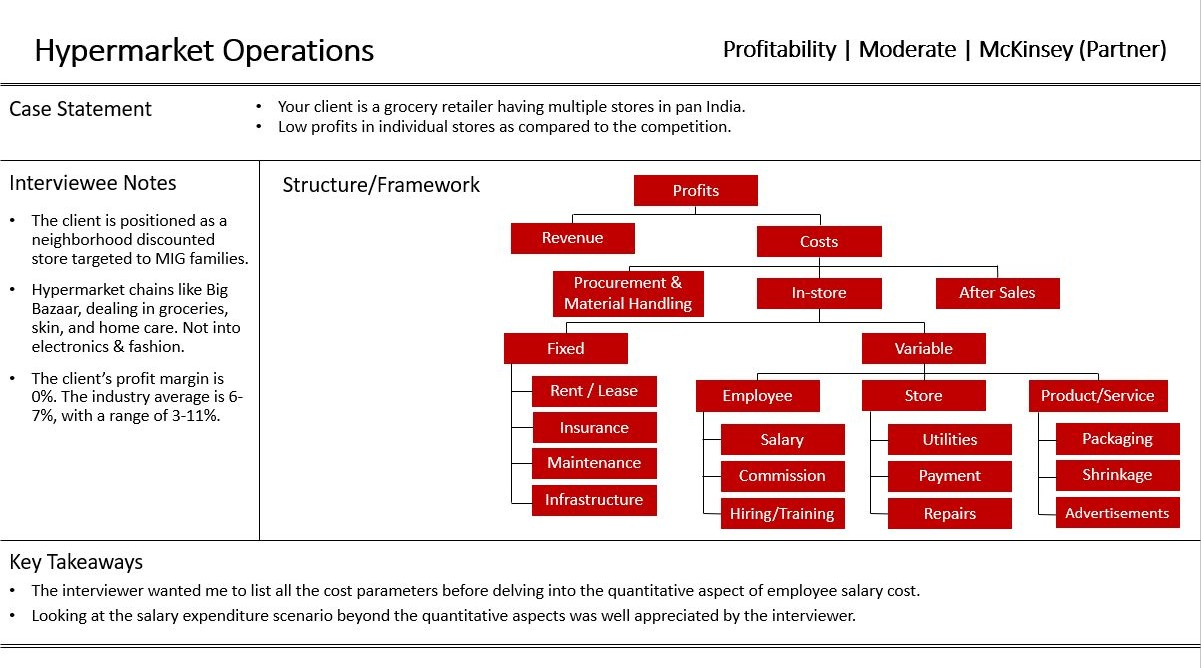 Hypermarket Operations
Profitability | Moderate | McKinsey (Partner)
Case Statement
• Your client is a grocery retailer having multiple stores in pan India.
• Low profits in individual stores as compared to the competition.
Interviewee Notes
• The client is positioned as a
neighborhood discounted
store targeted to MIG families.
• Hypermarket chains like Big
Bazaar, dealing in groceries,
skin, and home care. Not into
electronics & fashion.
• The client’s profit margin is
0%. The industry average is 6-
7%, with a range of 3-11%.
Structure/Framework
Profits
Revenue
Costs
Procurement &
Material Handling
In-store
After Sales
Fixed
Variable
Rent / Lease
Insurance
Maintenance
Infrastructure
Employee
Salary
Commission
Hiring/Training
Store
Utilities
Payment
Repairs
Product/Service
Packaging
Shrinkage
Advertisements
Key Takeaways
• The interviewer wanted me to list all the cost parameters before delving into the quantitative aspect of employee salary cost.
• Looking at the salary expenditure scenario beyond the quantitative aspects was well appreciated by the interviewer.